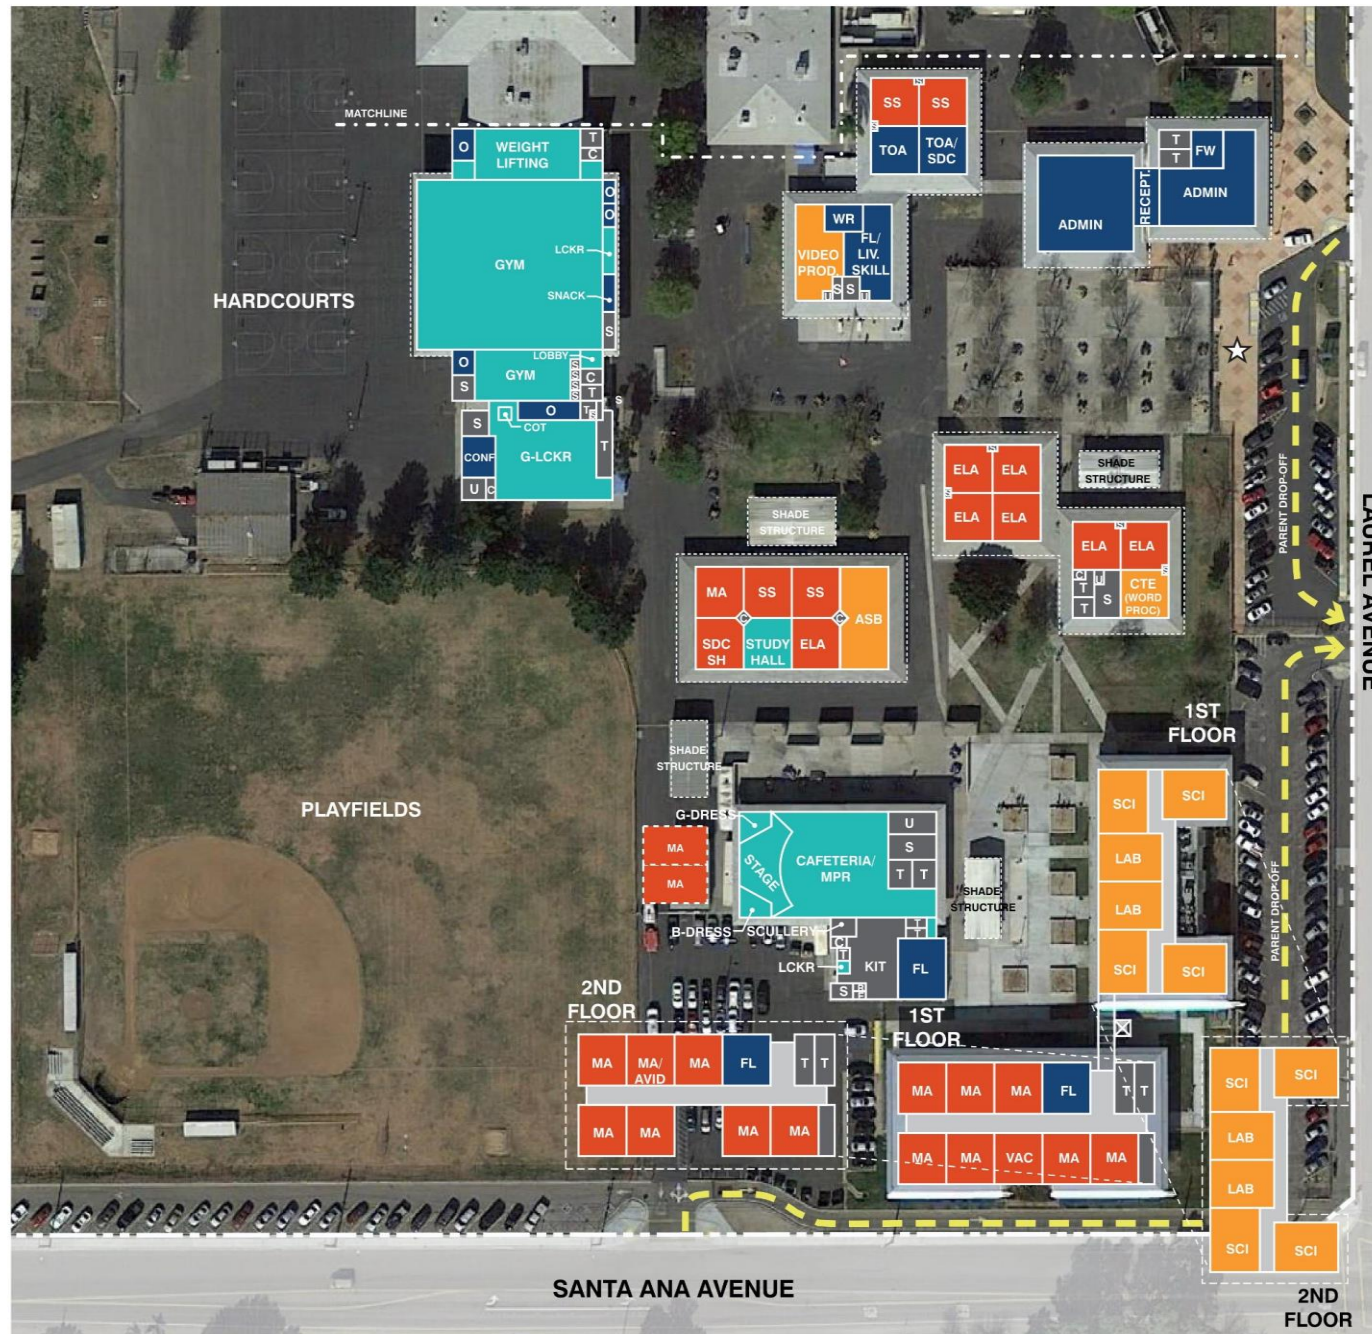 MATCHLINE
O
WEIGHT
LIFTING
T
C
GYM
O
O
LCKR
SNACK
S
HARDCOURTS
LOBBY
O
S
GYM
S
S
S
S
C
T
O
T
S
S
COT
S
CONF
G-LCKR
T
U
C
SS
SS
S
S
TOA
TOA/
SDC
WR
VIDEO
PROD.
FL/
LIV.
SKILL
U
S
S
U
ADMIN
RECEPT.
T
T
FW
ADMIN
ELA
ELA
ELA
ELA
S
S
SHADE
STRUCTURE
ELA
ELA
S
S
C
U
T
T
S
CTE
(WORD
PROC)
PARENT DROP-OFF
LAUREL AVENUE
SHADE
STRUCTURE
MA
SS
SS
ASB
C
C
SDC
SH
STUDY
HALL
ELA
SHADE
STRUCTURE
PLAYFIELDS
G-DRESS
STAGE
CAFETERIA/
MPR
U
S
T
T
MA
MA
B-DRESS
SCULLERY
C
T
LCKR
KIT
T
FL
S
SHADE
STRUCTURE
1ST
FLOOR
SCI
SCI
LAB
LAB
SCI
SCI
PARENT DROP-OFF
2ND
FLOOR
MA
MA/
AVID
MA
FL
T
T
MA
MA
MA
MA
1ST
FLOOR
MA
MA
MA
FL
T
T
MA
MA
VAC
MA
MA
SCI
SCI
LAB
LAB
SCI
SCI
2ND
FLOOR
SANTA ANA AVENUE